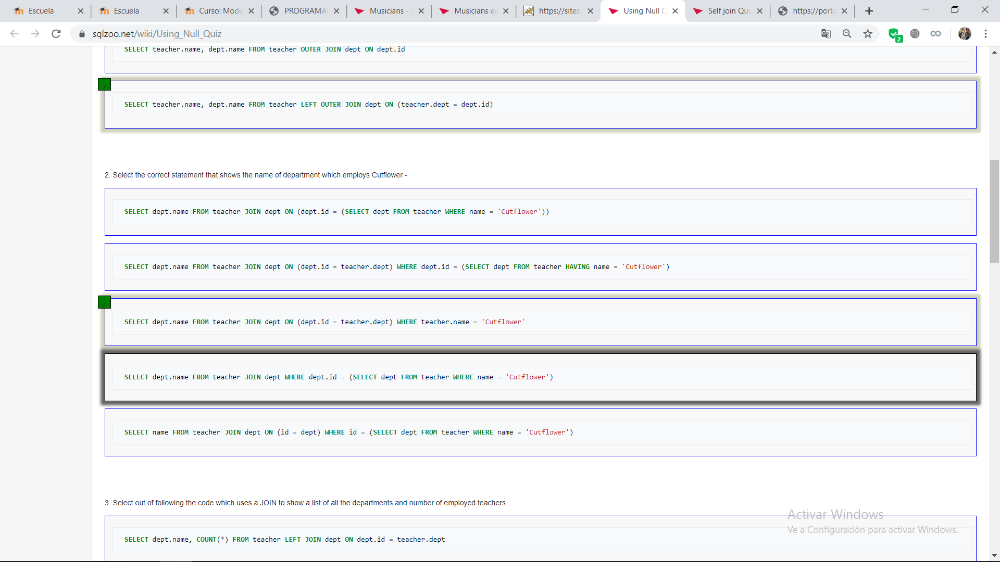 Escuela
Escuela
Curso: Mode
PROGRAMA
Musicians -
Musicians ea
https://sites.
Using Null
Self join Qui
https://porta
sqlzoo.net/wiki/Using_Null_Quiz
2
SELECT teacher.name, dept.name FROM teacher OUTER JOIN dept ON dept.id
SELECT teacher.name, dept.name FROM teacher LEFT OUTER JOIN dept ON (teacher.dept = dept.id)
2. Select the correct statement that shows the name of department which employs Cutflower -
SELECT dept.name FROM teacher JOIN dept ON (dept.id = (SELECT dept FROM teacher WHERE name = 'Cutflower'))
SELECT dept.name FROM teacher JOIN dept ON (dept.id = teacher.dept) WHERE dept.id = (SELECT dept FROM teacher HAVING name = 'Cutflower')
SELECT dept.name FROM teacher JOIN dept ON (dept.id = teacher.dept) WHERE teacher.name = 'Cutflower'
SELECT dept.name FROM teacher JOIN dept WHERE dept.id = (SELECT dept FROM teacher WHERE name = 'Cutflower')
SELECT name FROM teacher JOIN dept ON (id = dept) WHERE id = (SELECT dept FROM teacher WHERE name = 'Cutflower')
3. Select out of following the code which uses a JOIN to show a list of all the departments and number of employed teachers
SELECT dept.name, COUNT(*) FROM teacher LEFT JOIN dept ON dept.id = teacher.dept
Activar Windows
Ve a Configuración para activar Windows.